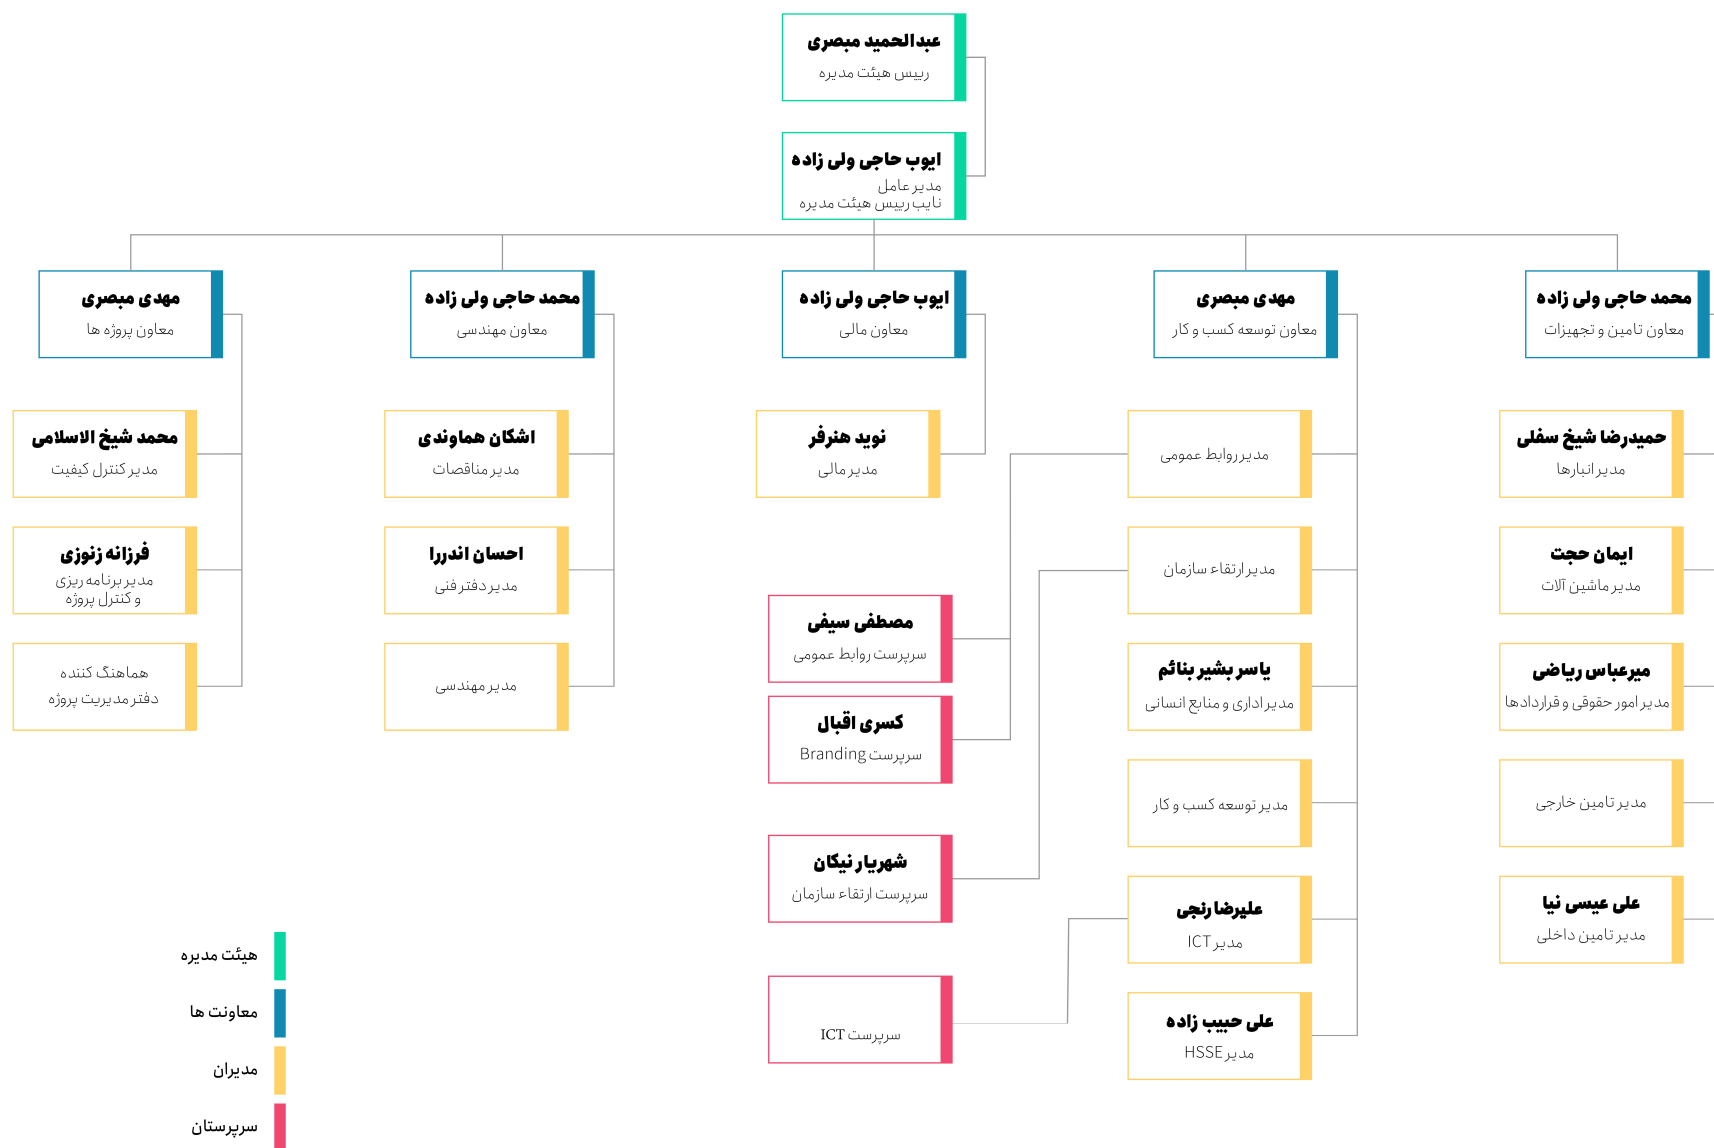 عبدالحمید مبصری
رییس هیئت مدیره
ایوب حاجی ولی زاده
مدیر عامل
نایب رییس هیئت مدیره
محمد حاجی ولی زاده
معاون تامین و تجهیزات
حمیدرضا شیخ سفلی
مدیر انبارها
ایمان حجت
مدیر ماشین آلات
میرعباس ریاضی
مدیر امور حقوقی و قراردادها
مدیر تامین خارجی
علی عیسی نیا
مدیر تامین داخلی
مهدی مبصری
معاون توسعه کسب و کار
مدیر روابط عمومی
مدیر ارتقاء سازمان
یاسر بشیر بنائم
مدیر اداری و منابع انسانی
مدیر توسعه کسب و کار
علیرضا رنجی
مدیر ICT
علی حبیب زاده
مدیر HSSE
ایوب حاجی ولی زاده
معاون مالی
نوید هنرفر
مدیر مالی
مصطفی سیفی
سرپرست روابط عمومی
کسری اقبال
سرپرست Branding
شهریار نیکان
سرپرست ارتقاء سازمان
سرپرست ICT
محمد حاجی ولی زاده
معاون مهندسی
اشکان هماوندی
مدیر مناقصات
احسان اندررا
مدیر دفتر فنی
مدیر مهندسی
مهدی مبصری
معاون پروژه ها
محمد شیخ الاسلامی
مدیر کنترل کیفیت
فرزانه زنوزی
مدیر برنامه ریزی
و کنترل پروژه
هماهنگ کننده
دفتر مدیریت پروژه
هیئت مدیره
معاونت ها
مدیران
سرپرستان